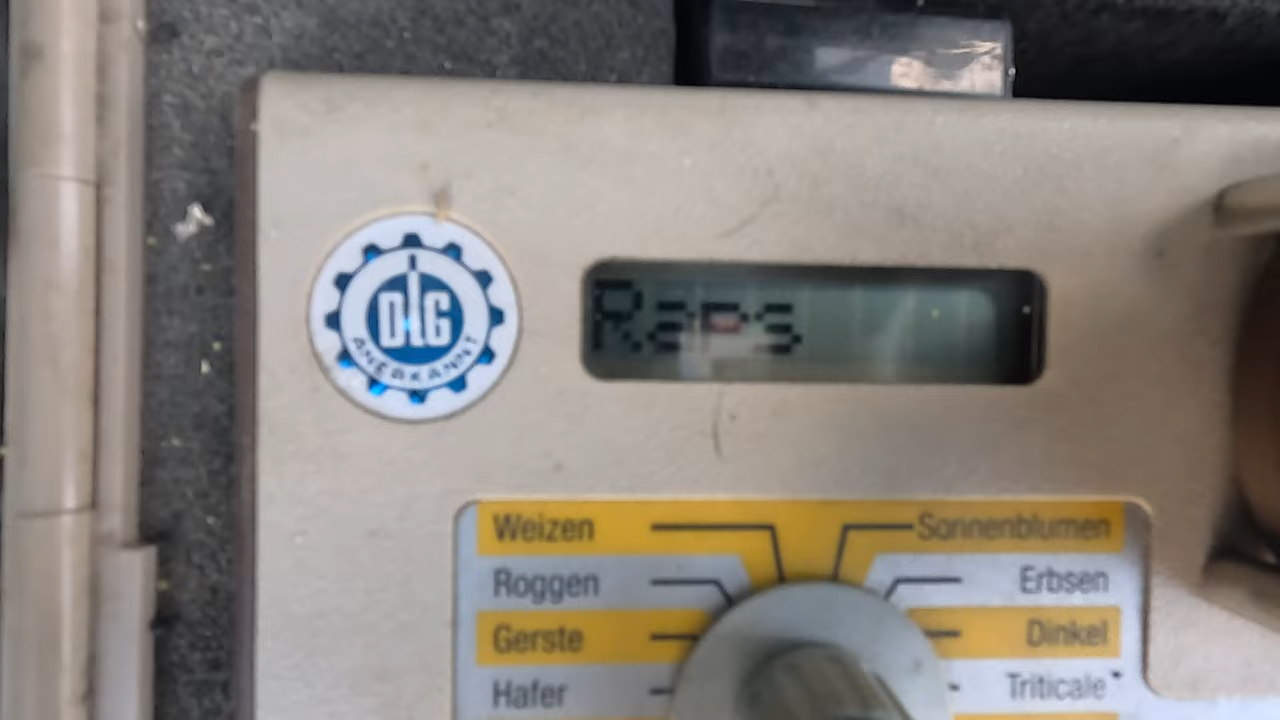 DLG
ANERKANNT
Raps
Weizen
Sonnenblumen
Roggen
Erbsen
Gerste
Dinkel
Hafer
Triticale